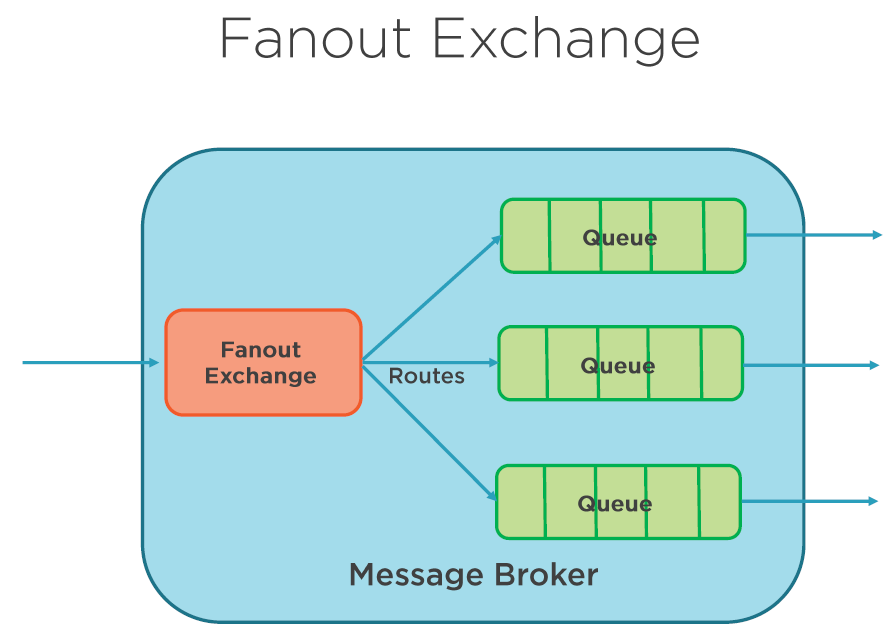 Fanout Exchange
Queue
Fanout
Exchange
Routes
Queue
Queue
Message Broker